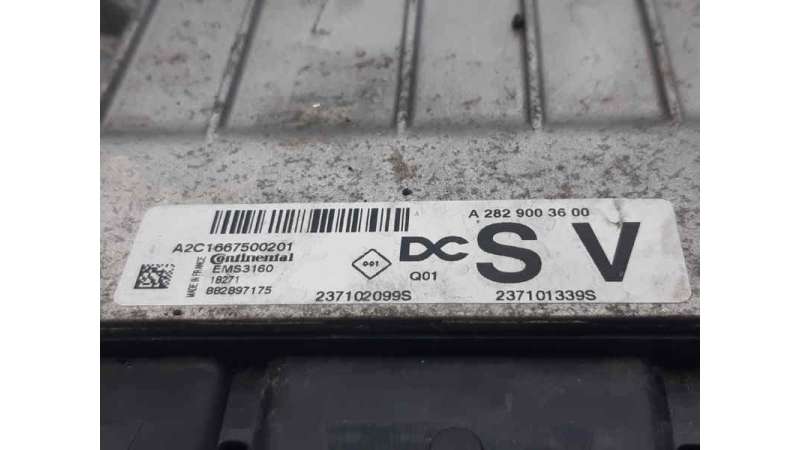 A 282 900 36 00
A2C1667500201
Continental
EMS3160
18271
882897175
MADE IN FRANCE
001
DC
Q01
S V
237102099S
237101339S